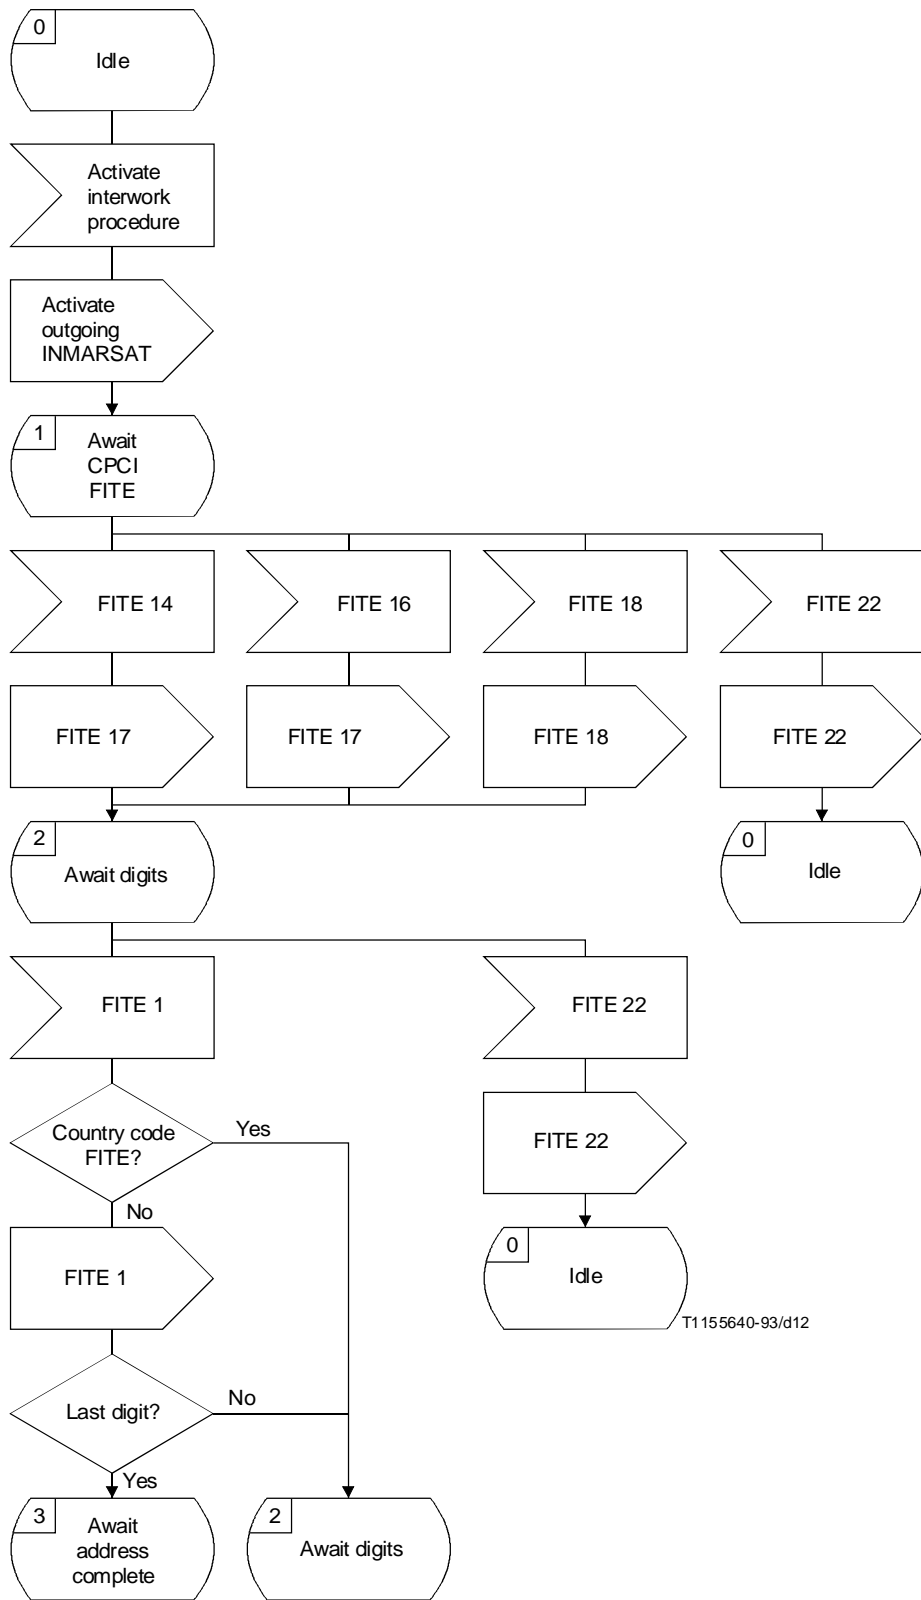 0
Idle
Activate
interwork
procedure
Activate
outgoing
INMARSAT
1
Await
CPCI
FITE
FITE 14
FITE 16
FITE 18
FITE 22
FITE 17
FITE 17
FITE 18
FITE 22
2
Await digits
0
Idle
FITE 1
FITE 22
Country code
FITE?
Yes
No
FITE 22
FITE 1
0
Idle
T1155640-93/d12
Last digit?
No
Yes
3
Await
address
complete
2
Await digits